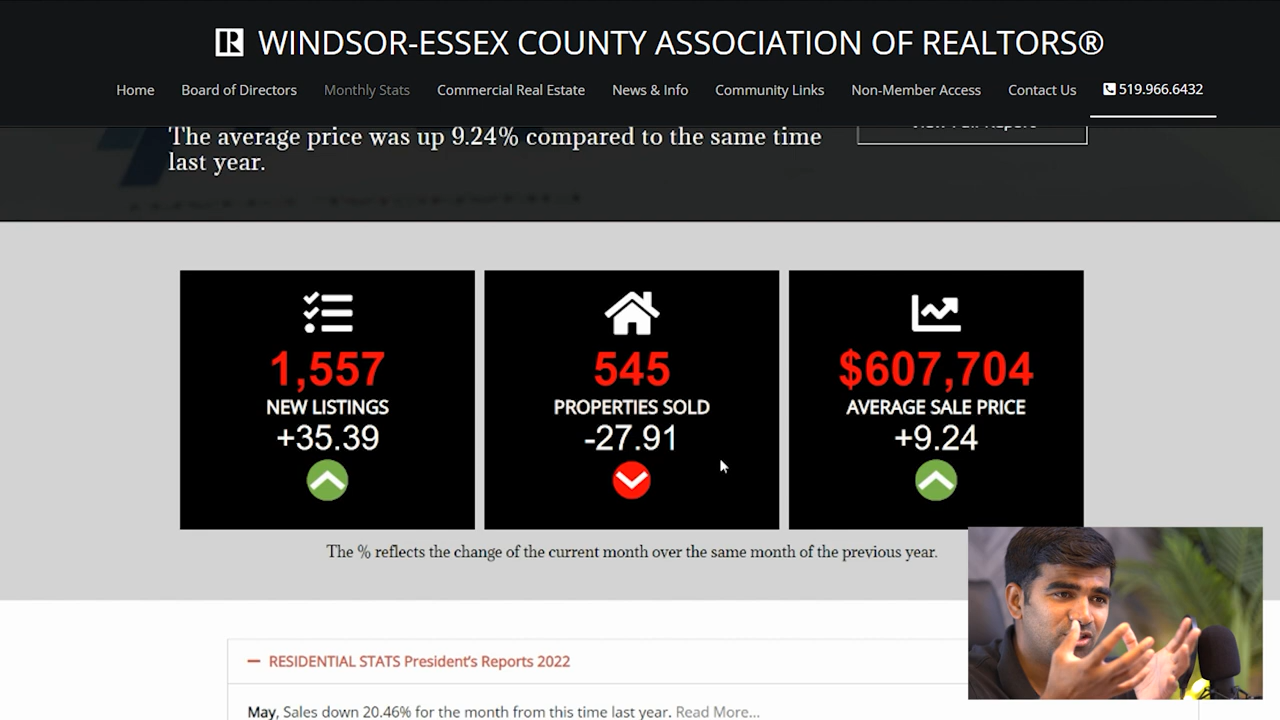 WINDSOR-ESSEX COUNTY ASSOCIATION OF REALTORS®
Home Board of Directors Monthly Stats Commercial Real Estate News & Info Community Links Non-Member Access Contact Us 519.966.6432
The average price was up 9.24% compared to the same time
last year.
1,557
NEW LISTINGS
+35.39
545
PROPERTIES SOLD
-27.91
$607,704
AVERAGE SALE PRICE
+9.24
The % reflects the change of the current month over the same month of the previous year.
RESIDENTIAL STATS President's Reports 2022
May, Sales down 20.46% for the month from this time last year. Read More...